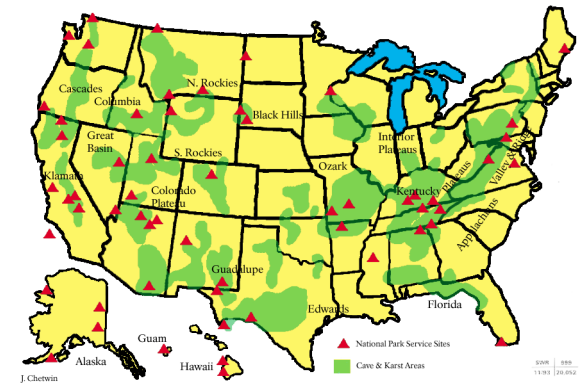 Cascades
Columbia
N. Rockies
Black Hills
Great
Basin
S. Rockies
Interior
Plateaus
Ozark
Klamath
Colorado
Plateau
Kentucky
Plateaus
Valley & Ridge
Appalachians
Guadalupe
Edwards
Florida
Guam
Alaska
Hawaii
National Park Service Sites
Cave & Karst Areas
J. Chetwin